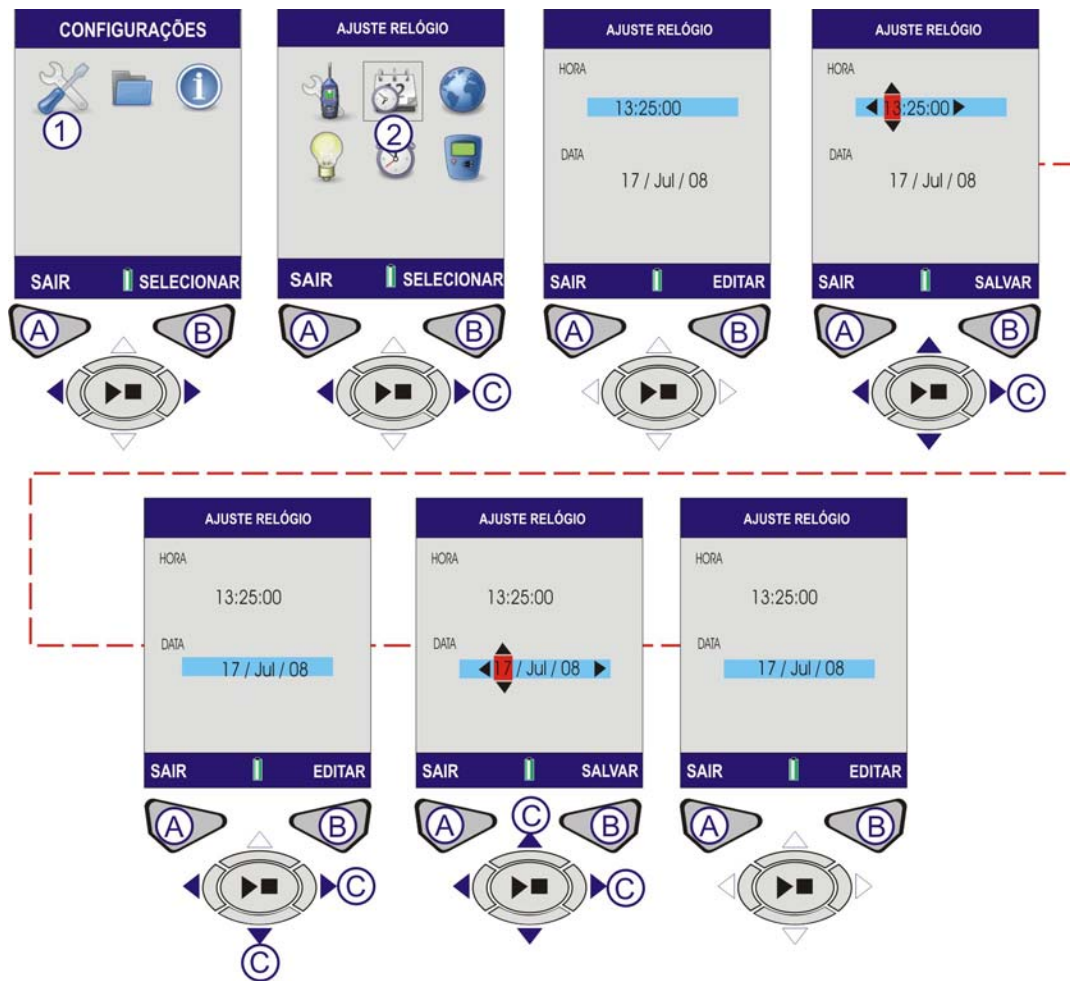 CONFIGURAÇÕES
1
SAIR SELECIONAR
A B
AJUSTE RELÓGIO
2
2
SAIR SELECIONAR
A B
C
AJUSTE RELÓGIO
HORA
13:25:00
DATA
17 / Jul / 08
SAIR EDITAR
A B
AJUSTE RELÓGIO
HORA
13:25:00
DATA
17 / Jul / 08
SAIR SALVAR
A B
C
AJUSTE RELÓGIO
HORA
13:25:00
DATA
17 / Jul / 08
SAIR EDITAR
A B
C
C
AJUSTE RELÓGIO
HORA
13:25:00
DATA
17 / Jul / 08
SAIR SALVAR
A C B
C
AJUSTE RELÓGIO
HORA
13:25:00
DATA
17 / Jul / 08
SAIR EDITAR
A B